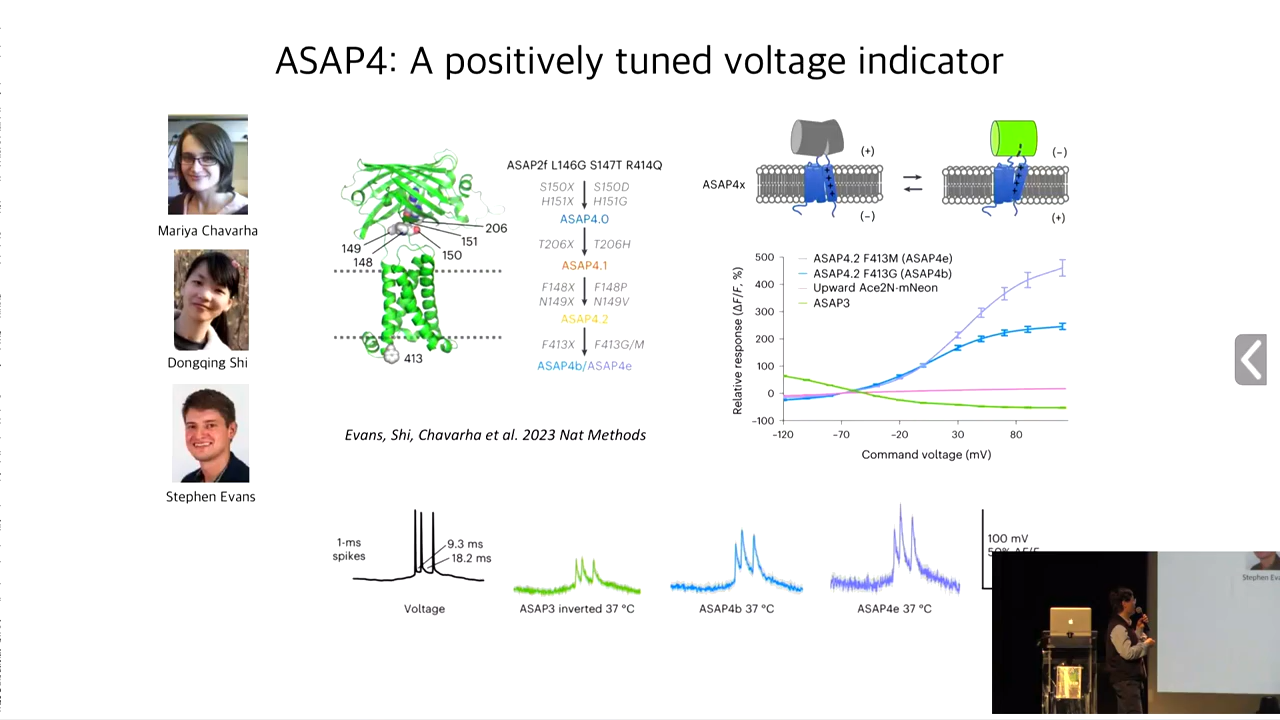 ASAP4: A positively tuned voltage indicator
Mariya Chavarha
Dongqing Shi
Stephen Evans
206
151
150
149
148
413
ASAP2f L146G S147T R414Q
S150X S150D
H151X H151G
ASAP4.0
T206X T206H
ASAP4.1
F148X F148P
N149X N149V
ASAP4.2
F413X F413G/M
ASAP4b/ASAP4e
Evans, Shi, Chavarha et al. 2023 Nat Methods
ASAP4x
(+)
(−)
(−)
(+)
ASAP4.2 F413M (ASAP4e)
ASAP4.2 F413G (ASAP4b)
Upward Ace2N-mNeon
ASAP3
Relative response (ΔF/F, %)
500
400
300
200
100
0
−100
−120 −70 −20 30 80
Command voltage (mV)
1-ms
spikes
9.3 ms
18.2 ms
Voltage
ASAP3 inverted 37 °C
ASAP4b 37 °C
ASAP4e 37 °C
100 mV